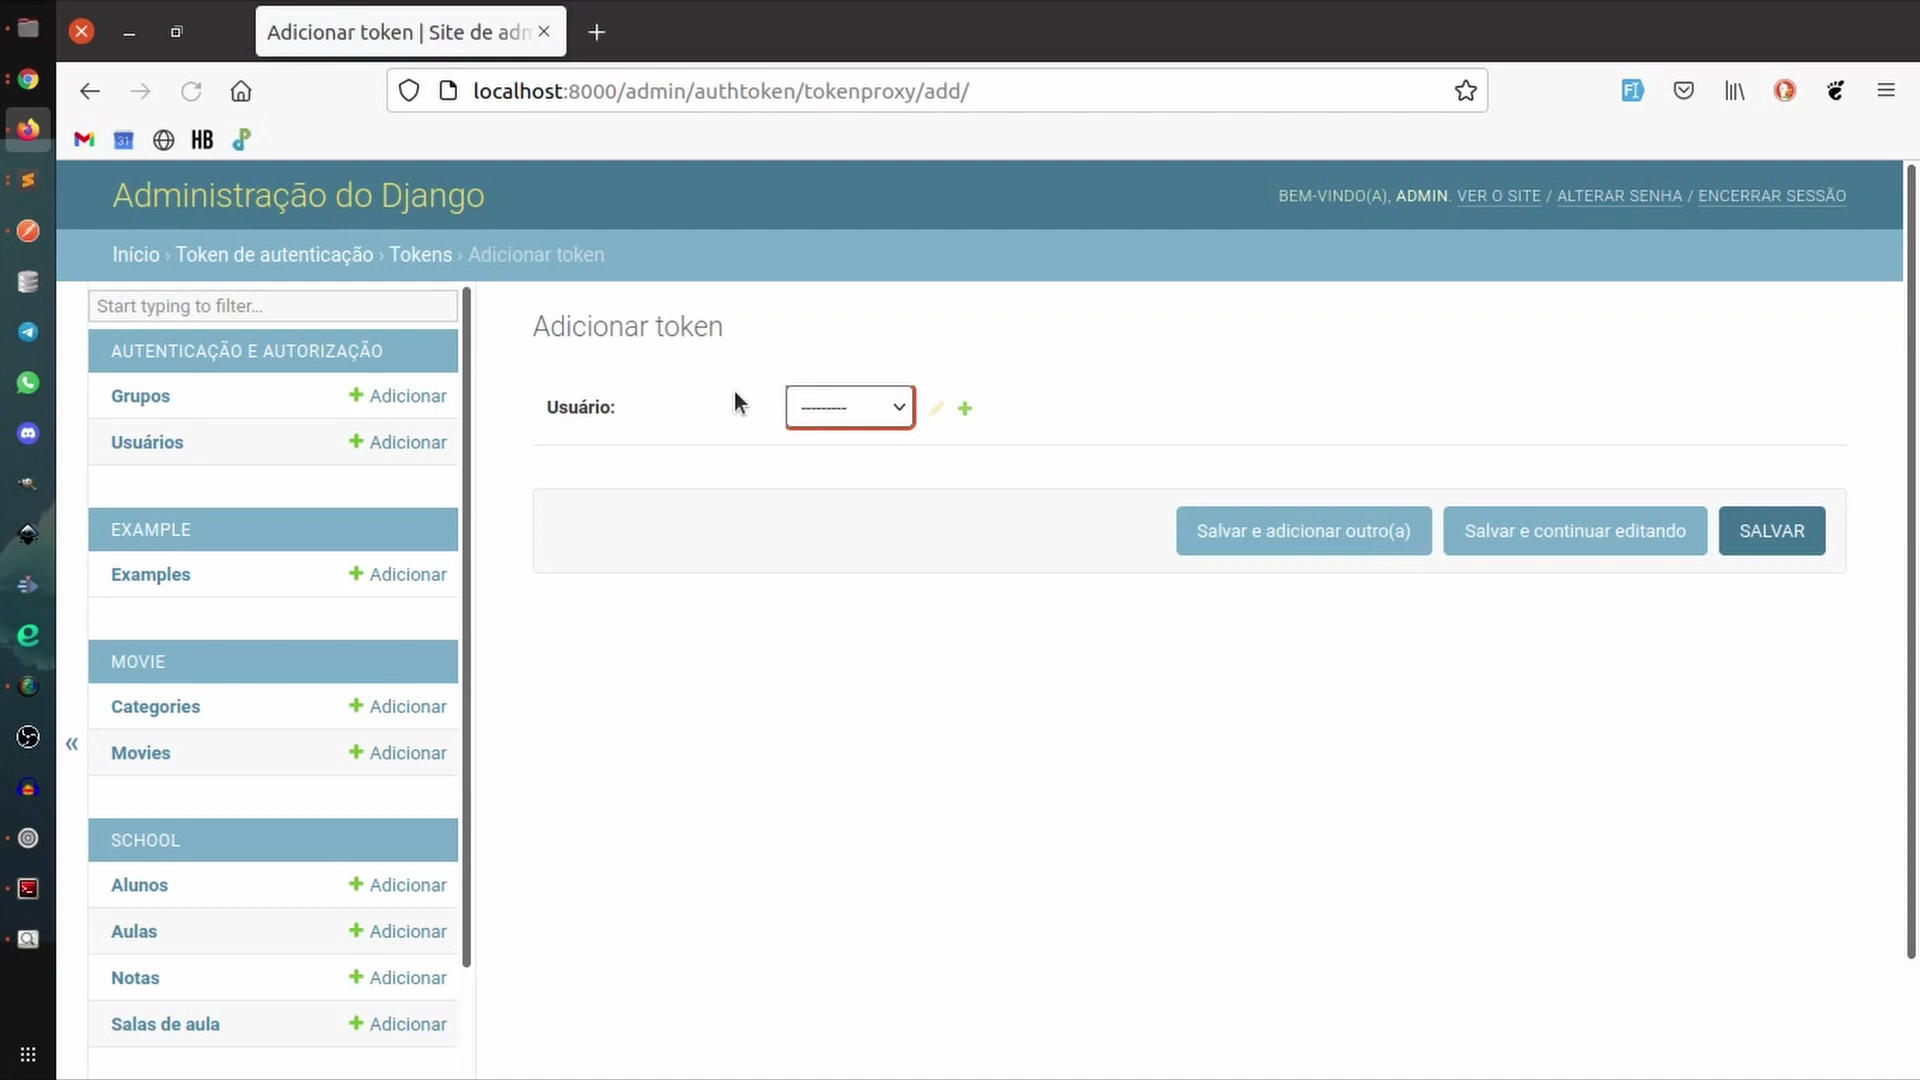 Adicionar token | Site de adm
localhost:8000/admin/authtoken/tokenproxy/add/
31
HB
FI
Administração do Django
BEM-VINDO(A), ADMIN. VER O SITE / ALTERAR SENHA / ENCERRAR SESSÃO
Início › Token de autenticação › Tokens › Adicionar token
Start typing to filter...
AUTENTICAÇÃO E AUTORIZAÇÃO
Grupos Adicionar
Usuários Adicionar
EXAMPLE
Examples Adicionar
MOVIE
Categories Adicionar
Movies Adicionar
SCHOOL
Alunos Adicionar
Aulas Adicionar
Notas Adicionar
Salas de aula Adicionar
Adicionar token
Usuário: ---------
Salvar e adicionar outro(a) Salvar e continuar editando SALVAR